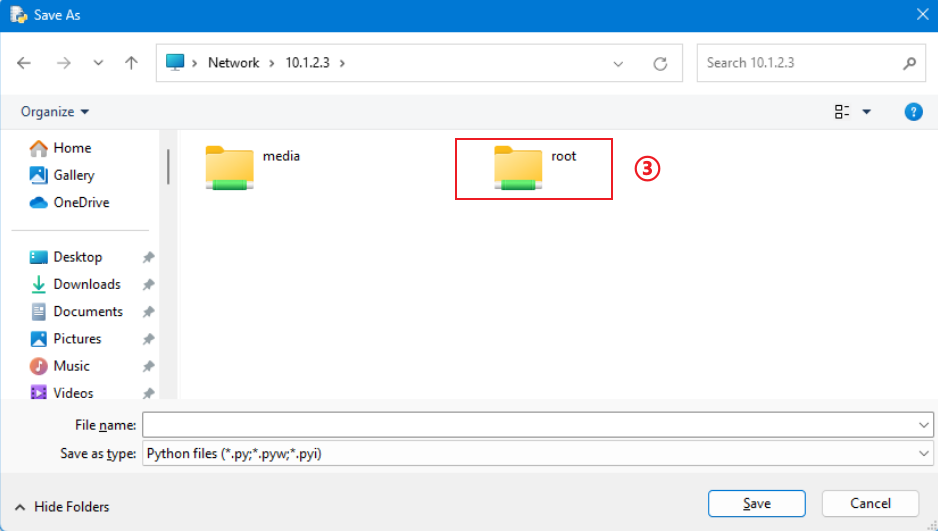 Save As
Network > 10.1.2.3 >
Search 10.1.2.3
Organize
Home
Gallery
OneDrive
Desktop
Downloads
Documents
Pictures
Music
Videos
media
root
③
File name:
Save as type: Python files (*.py;*.pyw;*.pyi)
Hide Folders
Save
Cancel